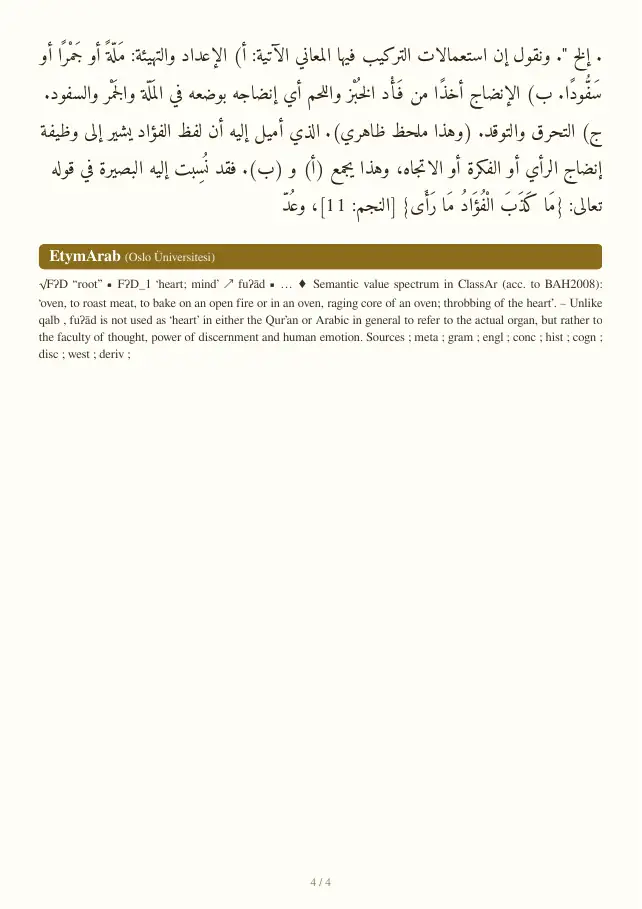 . إلخ ". ونقول إن استعمالات التركيب فيها المعاني الآتية: أ) الإعداد والتهيئة: مَلّةً أو جَمْرًا أو
سَفُّودًا. ب) الإنضاج أخذًا من فَأْد الخُبْز واللحم أي إنضاجه بوضعه في المَلّة والجَمْر والسفود.
ج) التحرق والتوقد. (وهذا ملحظ ظاهري). الذي أميل إليه أن لفظ الفؤاد يشير إلى وظيفة
إنضاج الرأي أو الفكرة أو الاتجاه، وهذا يجمع (أ) و (ب). فقد نُسِبت إليه البصيرة في قوله
تعالى: {مَا كَذَبَ الْفُؤَادُ مَا رَأَى} [النجم: 11]، وعُدّ
EtymArab (Oslo Üniversitesi)
√FʔD “root” ▪ FʔD_1 ‘heart; mind’ ↗ fuʔād ▪ … ♦ Semantic value spectrum in ClassAr (acc. to BAH2008):
‘oven, to roast meat, to bake on an open fire or in an oven, raging core of an oven; throbbing of the heart’. – Unlike
qalb , fuʔād is not used as ‘heart’ in either the Qur’an or Arabic in general to refer to the actual organ, but rather to
the faculty of thought, power of discernment and human emotion. Sources ; meta ; gram ; engl ; conc ; hist ; cogn ;
disc ; west ; deriv ;
4 / 4